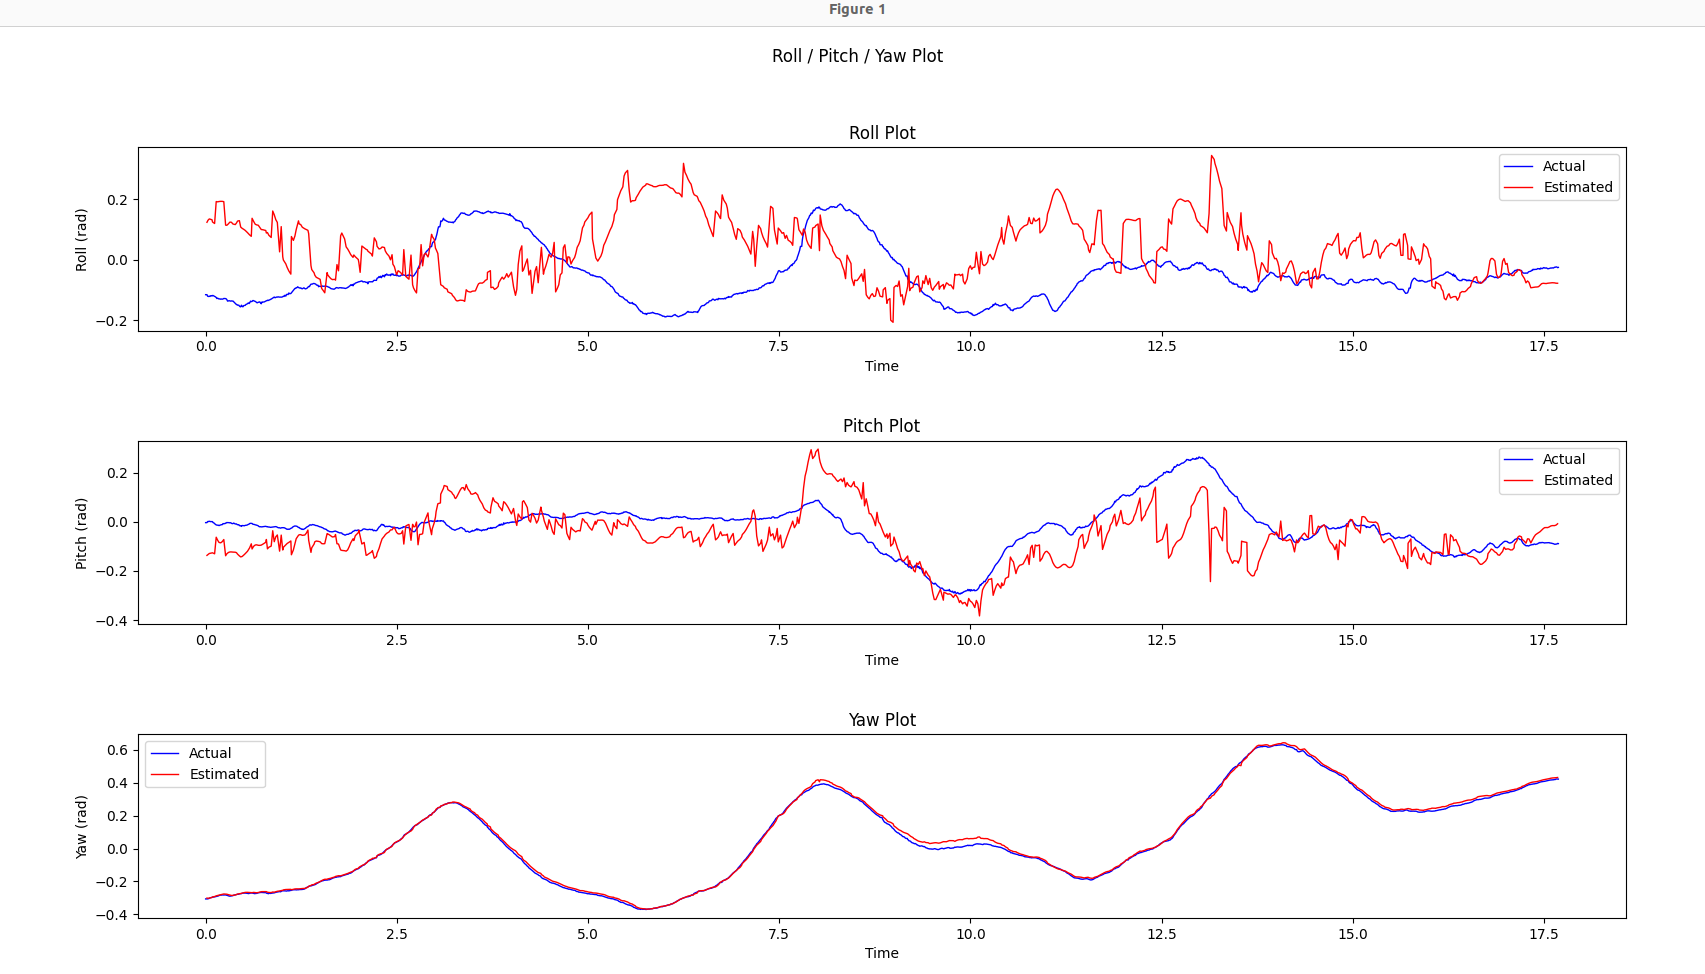 Figure 1
Roll / Pitch / Yaw Plot
Roll Plot
Actual
Estimated
Roll (rad)
0.2
0.0
−0.2
0.0 2.5 5.0 7.5 10.0 12.5 15.0 17.5
Time
Pitch Plot
Actual
Estimated
Pitch (rad)
0.2
0.0
−0.2
−0.4
0.0 2.5 5.0 7.5 10.0 12.5 15.0 17.5
Time
Yaw Plot
Actual
Estimated
Yaw (rad)
0.6
0.4
0.2
0.0
−0.2
−0.4
0.0 2.5 5.0 7.5 10.0 12.5 15.0 17.5
Time